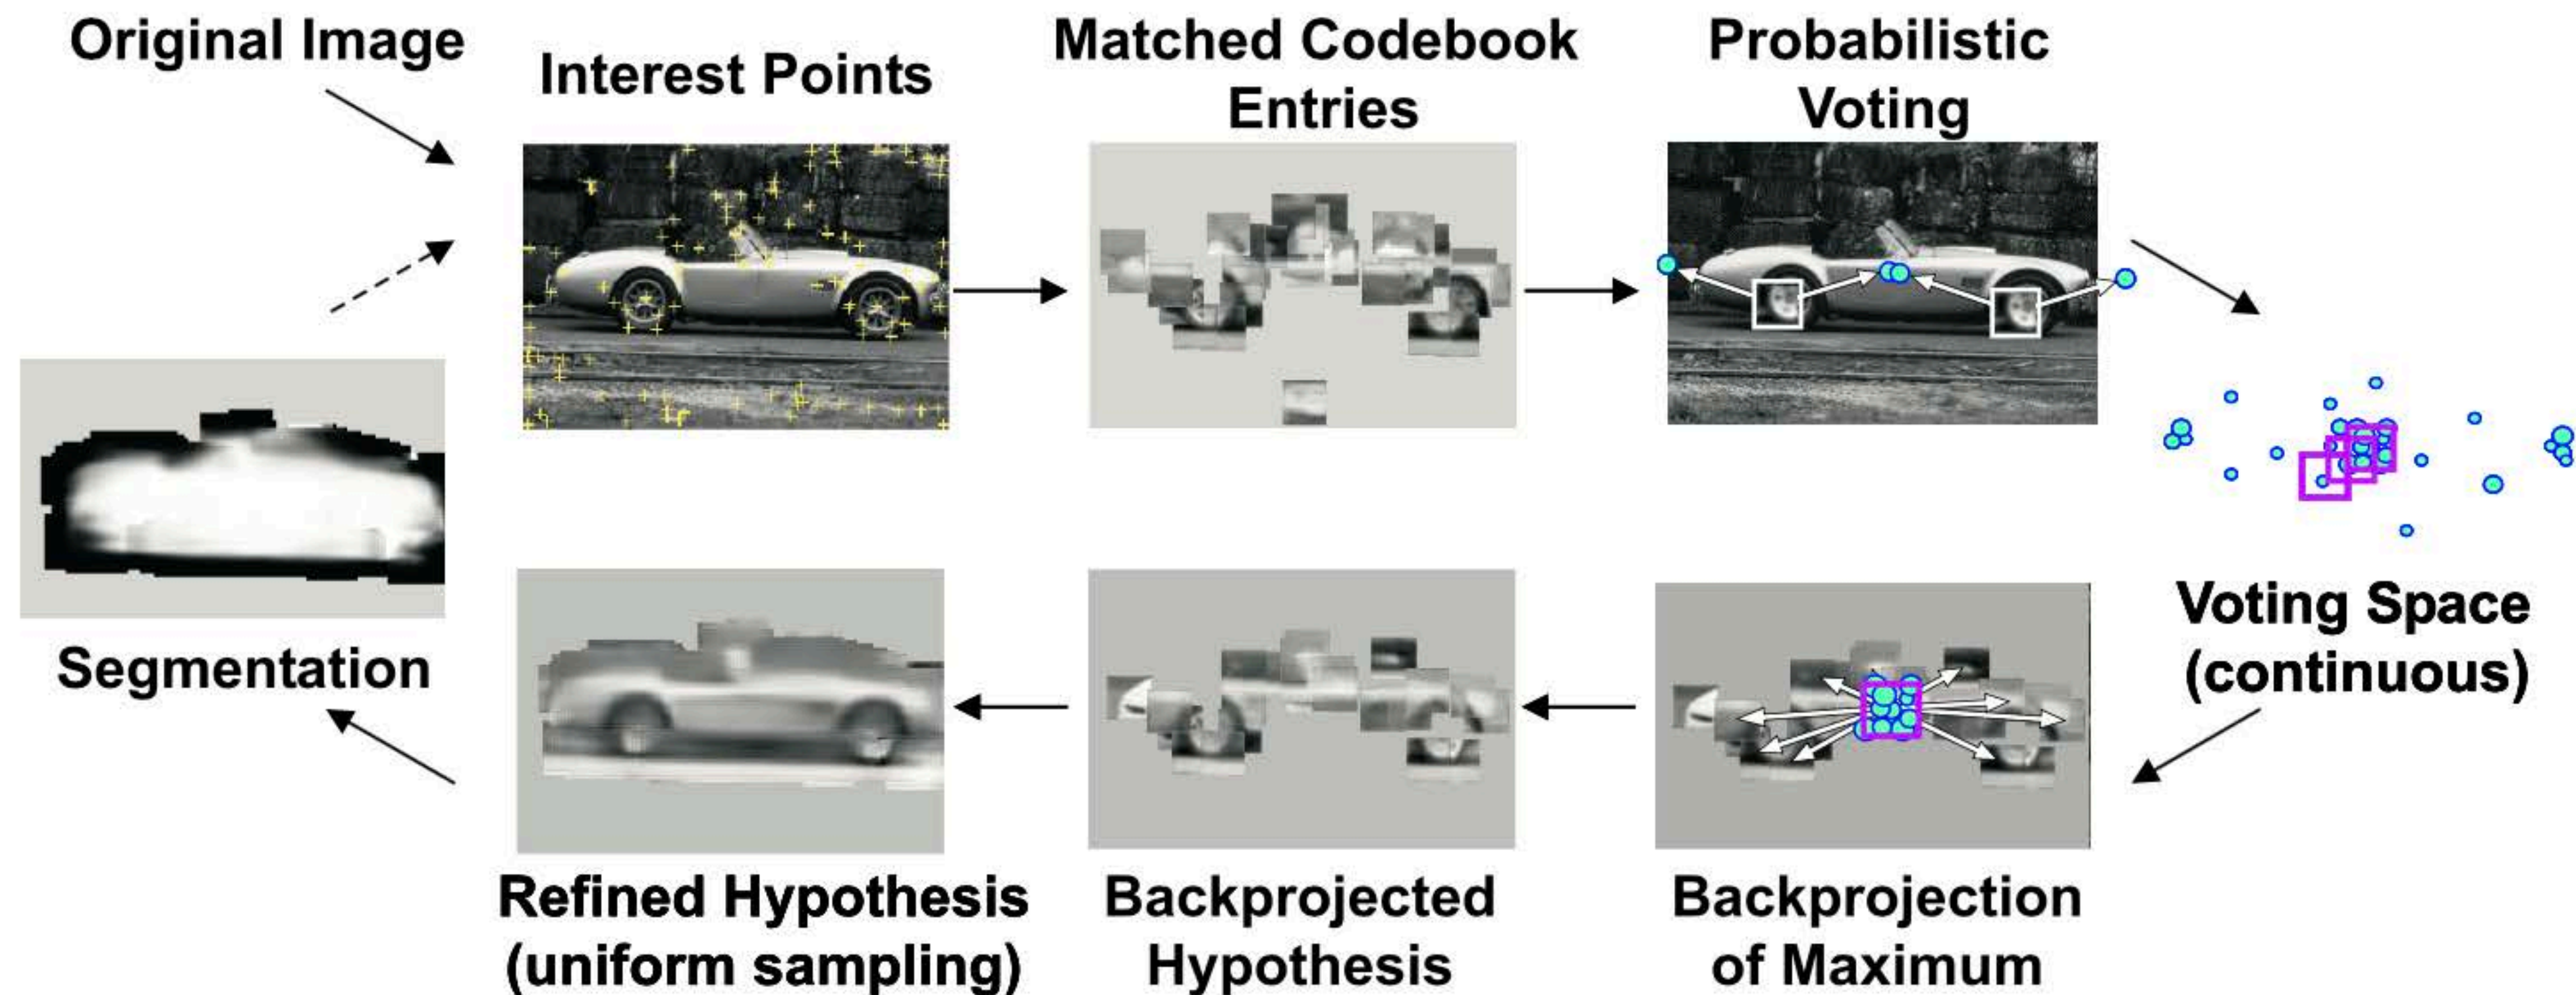 Original Image
Interest Points
Matched Codebook
Entries
Probabilistic
Voting
Voting Space
(continuous)
Segmentation
Refined Hypothesis
(uniform sampling)
Backprojected
Hypothesis
Backprojection
of Maximum